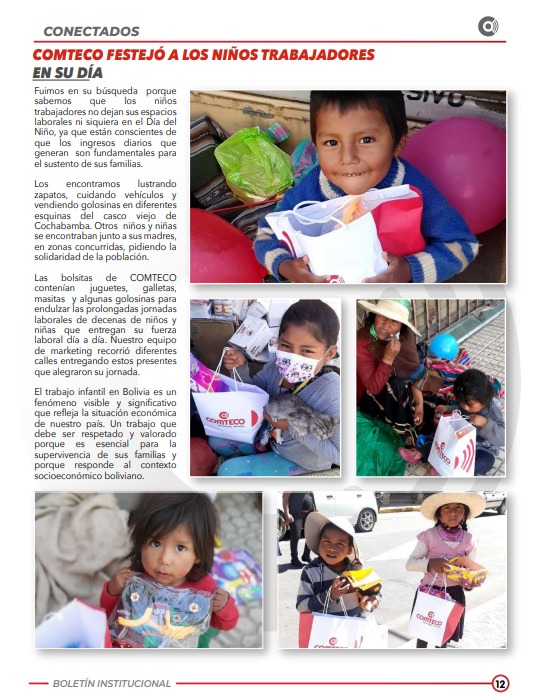 CONECTADOS
COMTECO FESTEJÓ A LOS NIÑOS TRABAJADORES
EN SU DÍA
Fuimos en su búsqueda porque
sabemos que los niños
trabajadores no dejan sus espacios
laborales ni siquiera en el Día del
Niño, ya que están conscientes de
que los ingresos diarios que
generan son fundamentales para
el sustento de sus familias.
Los encontramos lustrando
zapatos, cuidando vehículos y
vendiendo golosinas en diferentes
esquinas del casco viejo de
Cochabamba. Otros niños y niñas
se encontraban junto a sus madres,
en zonas concurridas, pidiendo la
solidaridad de la población.
Las bolsitas de COMTECO
contenían juguetes, galletas,
masitas y algunas golosinas para
endulzar las prolongadas jornadas
laborales de decenas de niños y
niñas que entregan su fuerza
laboral día a día. Nuestro equipo
de marketing recorrió diferentes
calles entregando estos presentes
que alegraron su jornada.
El trabajo infantil en Bolivia es un
fenómeno visible y significativo
que refleja la situación económica
de nuestro país. Un trabajo que
debe ser respetado y valorado
porque es esencial para la
supervivencia de sus familias y
porque responde al contexto
socioeconómico boliviano.
COMTECO
COMTECO
COMTECO
COMTECO
BOLETÍN INSTITUCIONAL
12